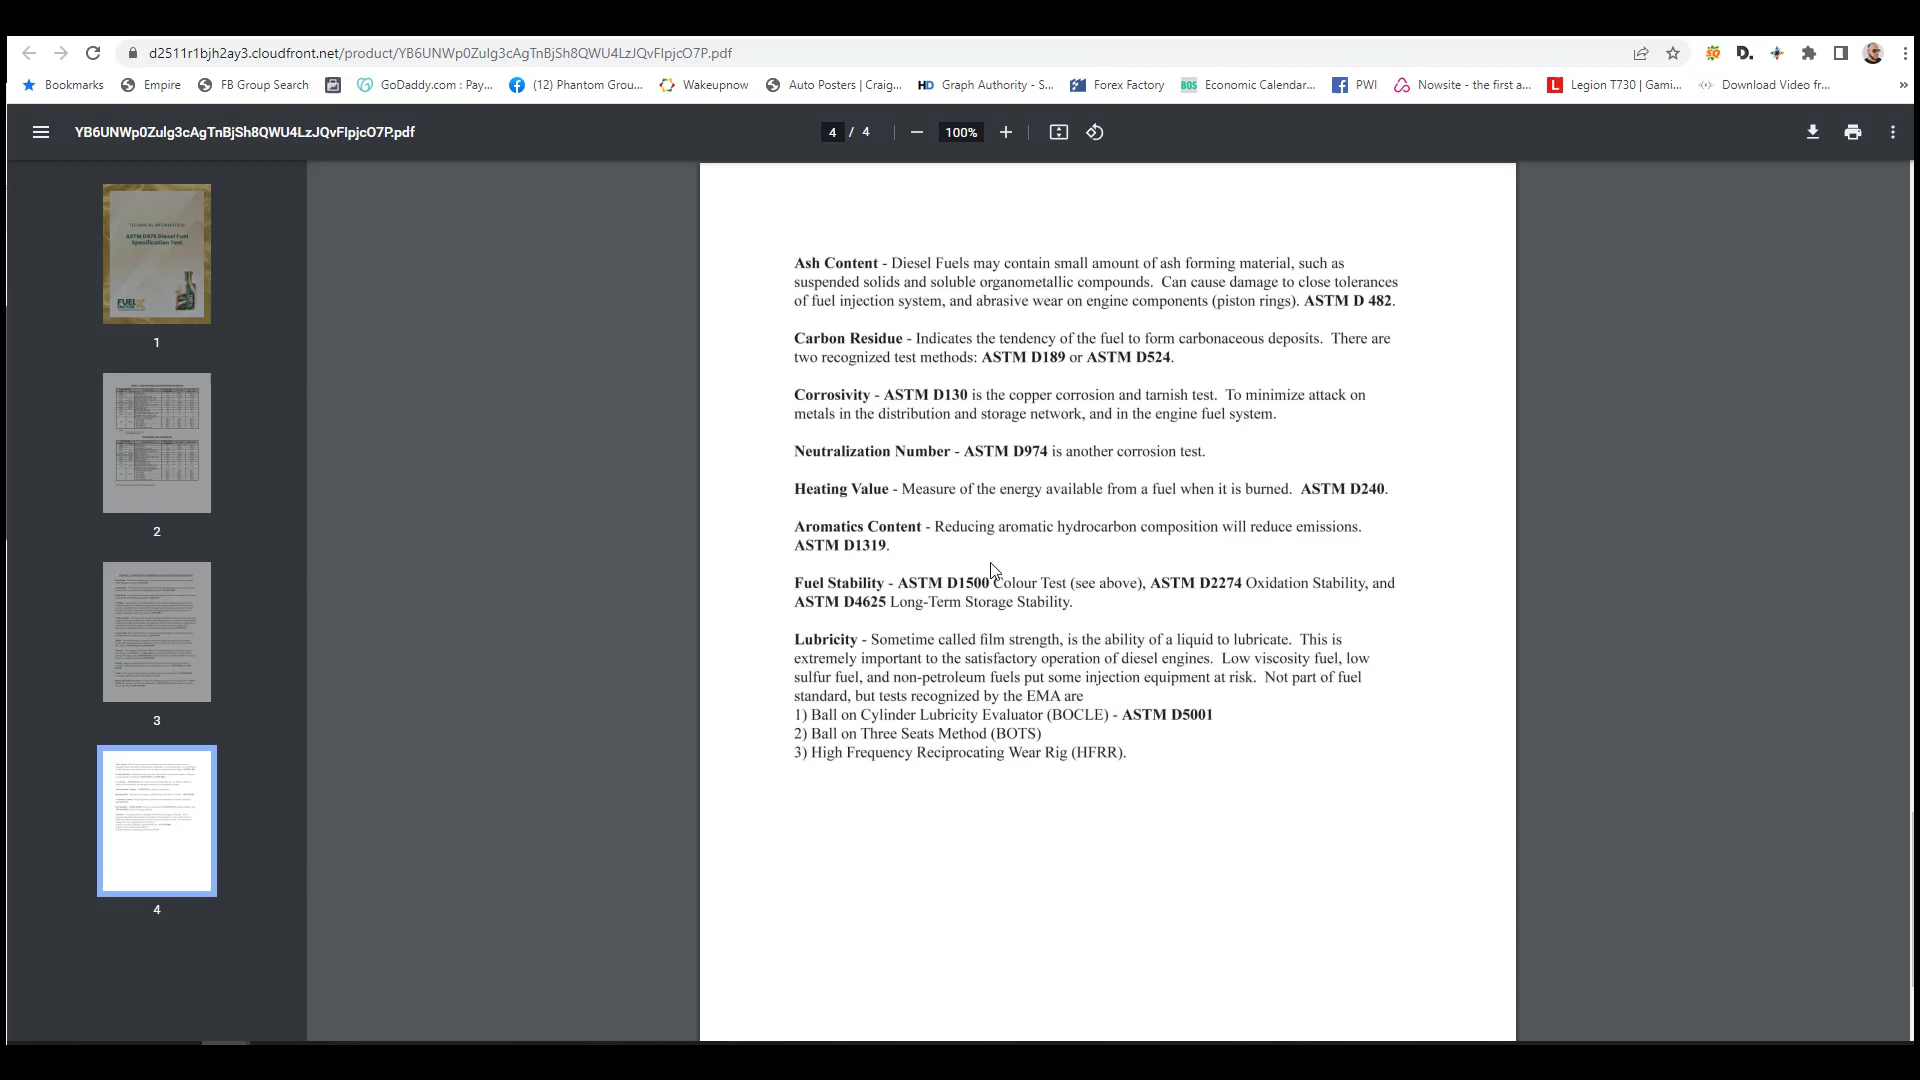 d2511r1bjh2ay3.cloudfront.net/product/YB6UNWp0Zulg3cAgTnBjSh8QWU4LzJQvFIpjcO7P.pdf
Bookmarks Empire FB Group Search GoDaddy.com : Pay... (12) Phantom Grou... Wakeupnow Auto Posters | Craig... HD Graph Authority - S... Forex Factory BOS Economic Calendar... PWI Nowsite - the first a... L Legion T730 | Gami... Download Video fr... »
YB6UNWp0Zulg3cAgTnBjSh8QWU4LzJQvFIpjcO7P.pdf 4 / 4 100%
TECHNICAL INFORMATION
ASTM D975 Diesel Fuel
Specification Test
FUEL
1
2
3
4
Ash Content - Diesel Fuels may contain small amount of ash forming material, such as
suspended solids and soluble organometallic compounds. Can cause damage to close tolerances
of fuel injection system, and abrasive wear on engine components (piston rings). ASTM D 482.
Carbon Residue - Indicates the tendency of the fuel to form carbonaceous deposits. There are
two recognized test methods: ASTM D189 or ASTM D524.
Corrosivity - ASTM D130 is the copper corrosion and tarnish test. To minimize attack on
metals in the distribution and storage network, and in the engine fuel system.
Neutralization Number - ASTM D974 is another corrosion test.
Heating Value - Measure of the energy available from a fuel when it is burned. ASTM D240.
Aromatics Content - Reducing aromatic hydrocarbon composition will reduce emissions.
ASTM D1319.
Fuel Stability - ASTM D1500 Colour Test (see above), ASTM D2274 Oxidation Stability, and
ASTM D4625 Long-Term Storage Stability.
Lubricity - Sometime called film strength, is the ability of a liquid to lubricate. This is
extremely important to the satisfactory operation of diesel engines. Low viscosity fuel, low
sulfur fuel, and non-petroleum fuels put some injection equipment at risk. Not part of fuel
standard, but tests recognized by the EMA are
1) Ball on Cylinder Lubricity Evaluator (BOCLE) - ASTM D5001
2) Ball on Three Seats Method (BOTS)
3) High Frequency Reciprocating Wear Rig (HFRR).